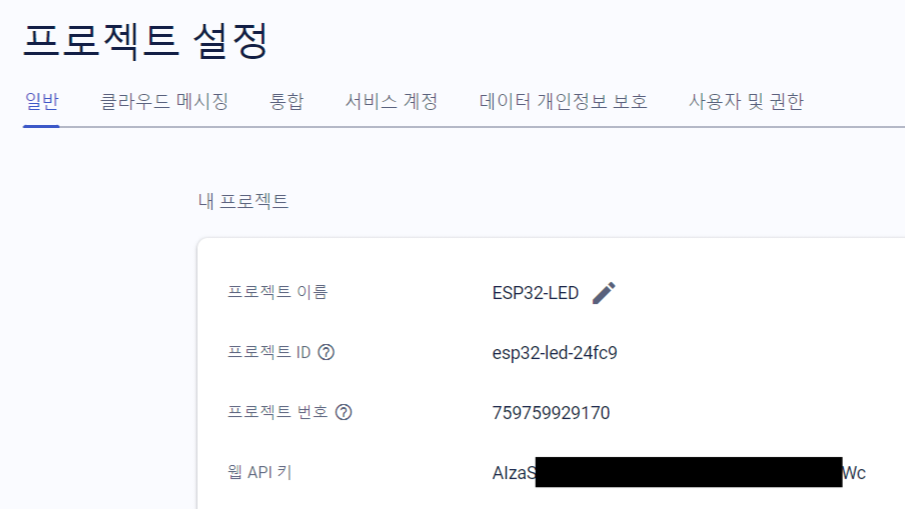 프로젝트 설정
일반 클라우드 메시징 통합 서비스 계정 데이터 개인정보 보호 사용자 및 권한
내 프로젝트
프로젝트 이름 ESP32-LED
프로젝트 ID esp32-led-24fc9
프로젝트 번호 759759929170
웹 API 키 AIzaS Wc